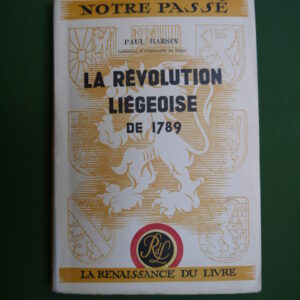 NOTRE PASSÉ
PAUL HARSIN
LA RÉVOLUTION
LIÉGEOISE
DE 1789
RL
LA RENAISSANCE DU LIVRE